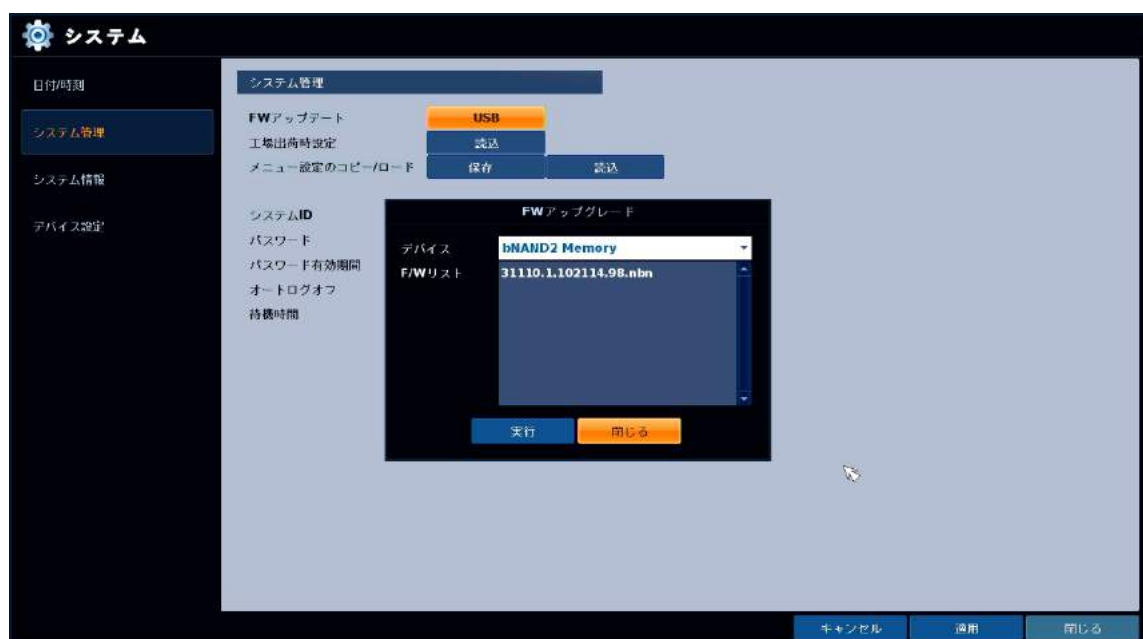 システム
日付/時刻
システム管理
システム情報
デバイス設定
システム管理
FWアップデート USB
工場出荷時設定 読込
メニュー設定のコピー/ロード 保存 読込
システムID
パスワード
パスワード有効期間
オートログオフ
待機時間
FWアップグレード
デバイス bNAND2 Memory
F/Wリスト 31110.1.102114.98.nbn
実行 閉じる
キャンセル 適用 閉じる